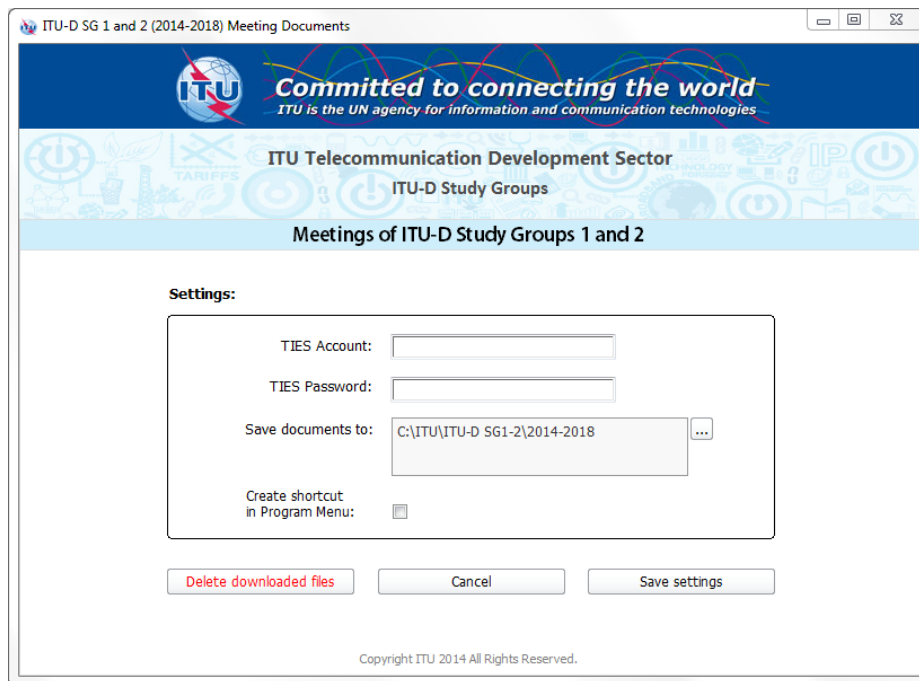 ITU-D SG 1 and 2 (2014-2018) Meeting Documents
ITU
Committed to connecting the world
ITU is the UN agency for information and communication technologies
TARIFFS
IP
ITU Telecommunication Development Sector
ITU-D Study Groups
Meetings of ITU-D Study Groups 1 and 2
Settings:
TIES Account:
TIES Password:
Save documents to:
C:\ITU\ITU-D SG1-2\2014-2018
...
Create shortcut
in Program Menu:
Delete downloaded files
Cancel
Save settings
Copyright ITU 2014 All Rights Reserved.